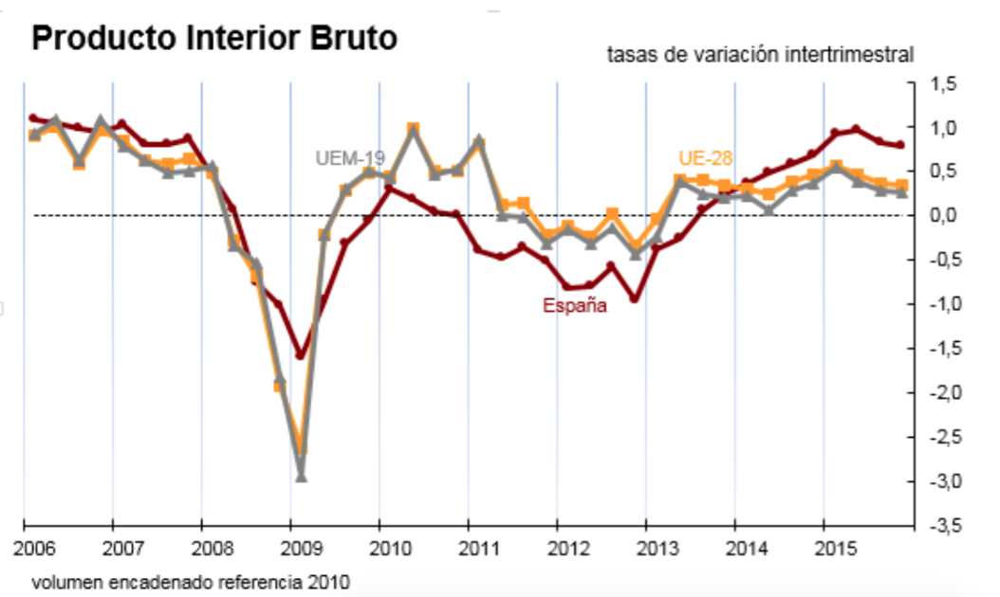 Producto Interior Bruto
tasas de variación intertrimestral
1,5
1,0
UEM-19
UE-28
0,5
0,0
-0,5
España
-1,0
-1,5
-2,0
-2,5
-3,0
-3,5
2006 2007 2008 2009 2010 2011 2012 2013 2014 2015
volumen encadenado referencia 2010